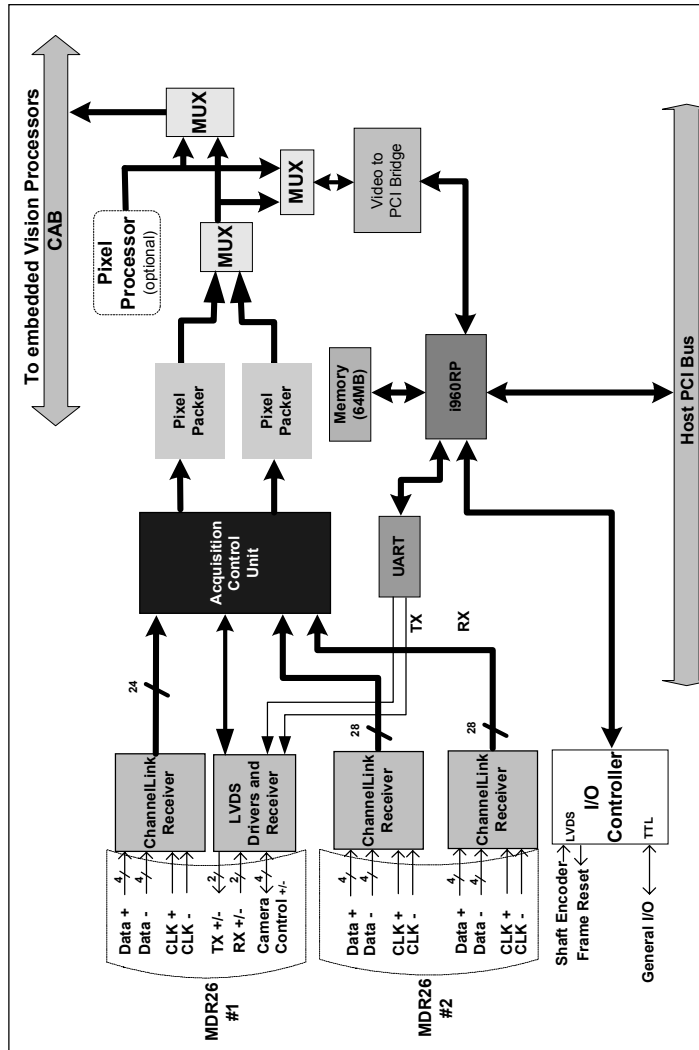 MDR26
#1
Data +
Data -
CLK +
CLK -
TX +/-
RX +/-
Camera
Control +/-
4
4
2
2
4
ChannelLink
Receiver
LVDS
Drivers and
Receiver
24
MDR26
#2
Data +
Data -
CLK +
CLK -
4
4
ChannelLink
Receiver
28
Data +
Data -
CLK +
CLK -
4
4
ChannelLink
Receiver
28
Shaft Encoder
Frame Reset
General I/O
LVDS
I/O
Controller
TTL
Acquisition
Control
Unit
UART
TX
RX
Pixel
Packer
Pixel
Packer
Memory
(64MB)
i960RP
Pixel
Processor
(optional)
MUX
MUX
MUX
Video to
PCI Bridge
To embedded Vision Processors
CAB
Host PCI Bus